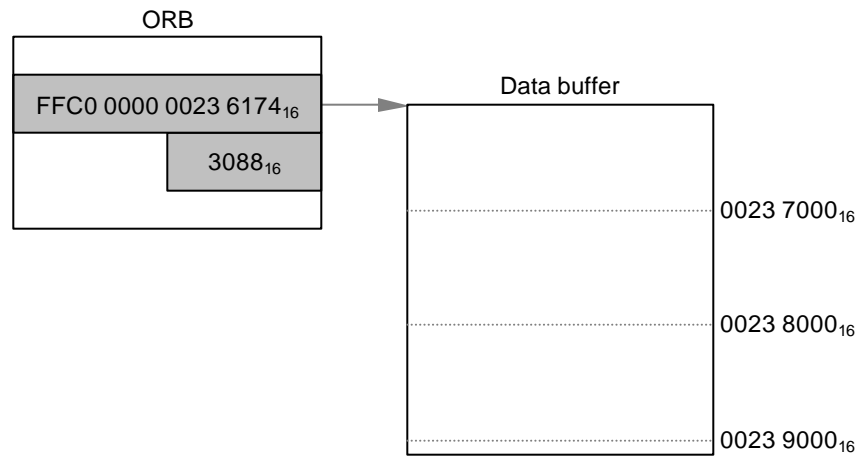 ORB
FFC0 0000 0023 6174₁₆
3088₁₆
Data buffer
0023 7000₁₆
0023 8000₁₆
0023 9000₁₆